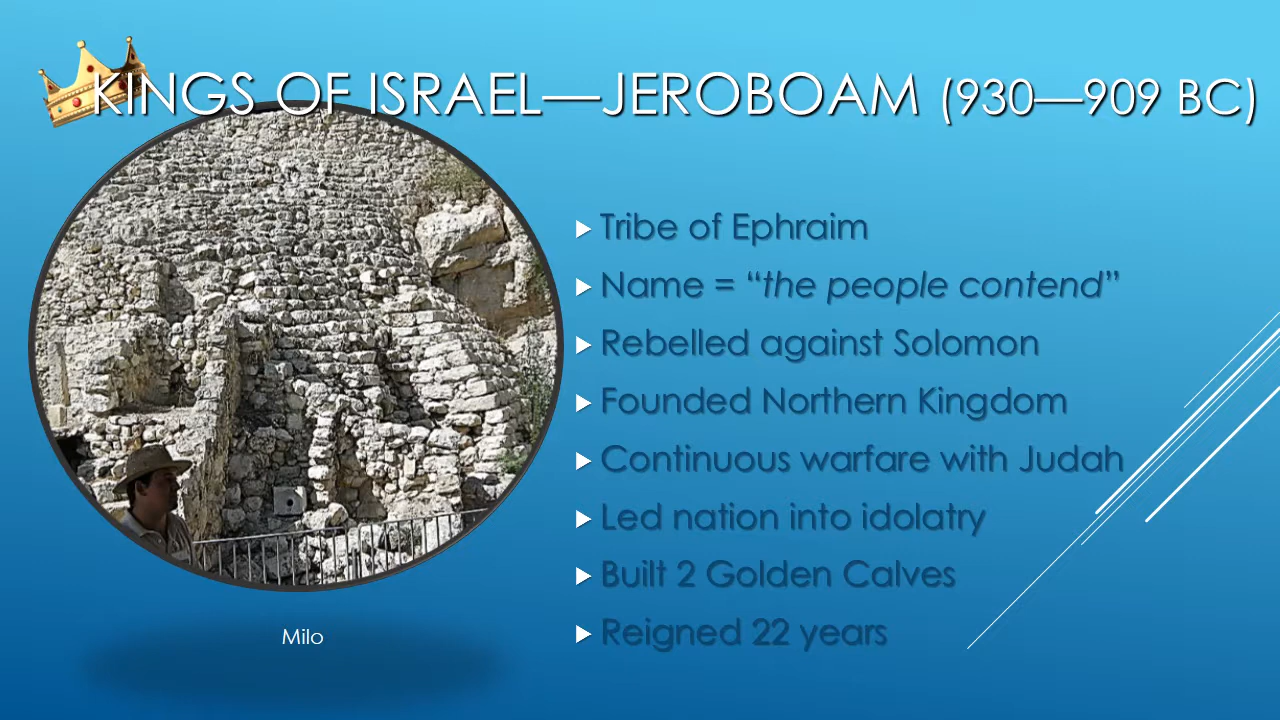 KINGS OF ISRAEL—JEROBOAM (930—909 BC)
Tribe of Ephraim
Name = “the people contend”
Rebelled against Solomon
Founded Northern Kingdom
Continuous warfare with Judah
Led nation into idolatry
Built 2 Golden Calves
Reigned 22 years
Milo